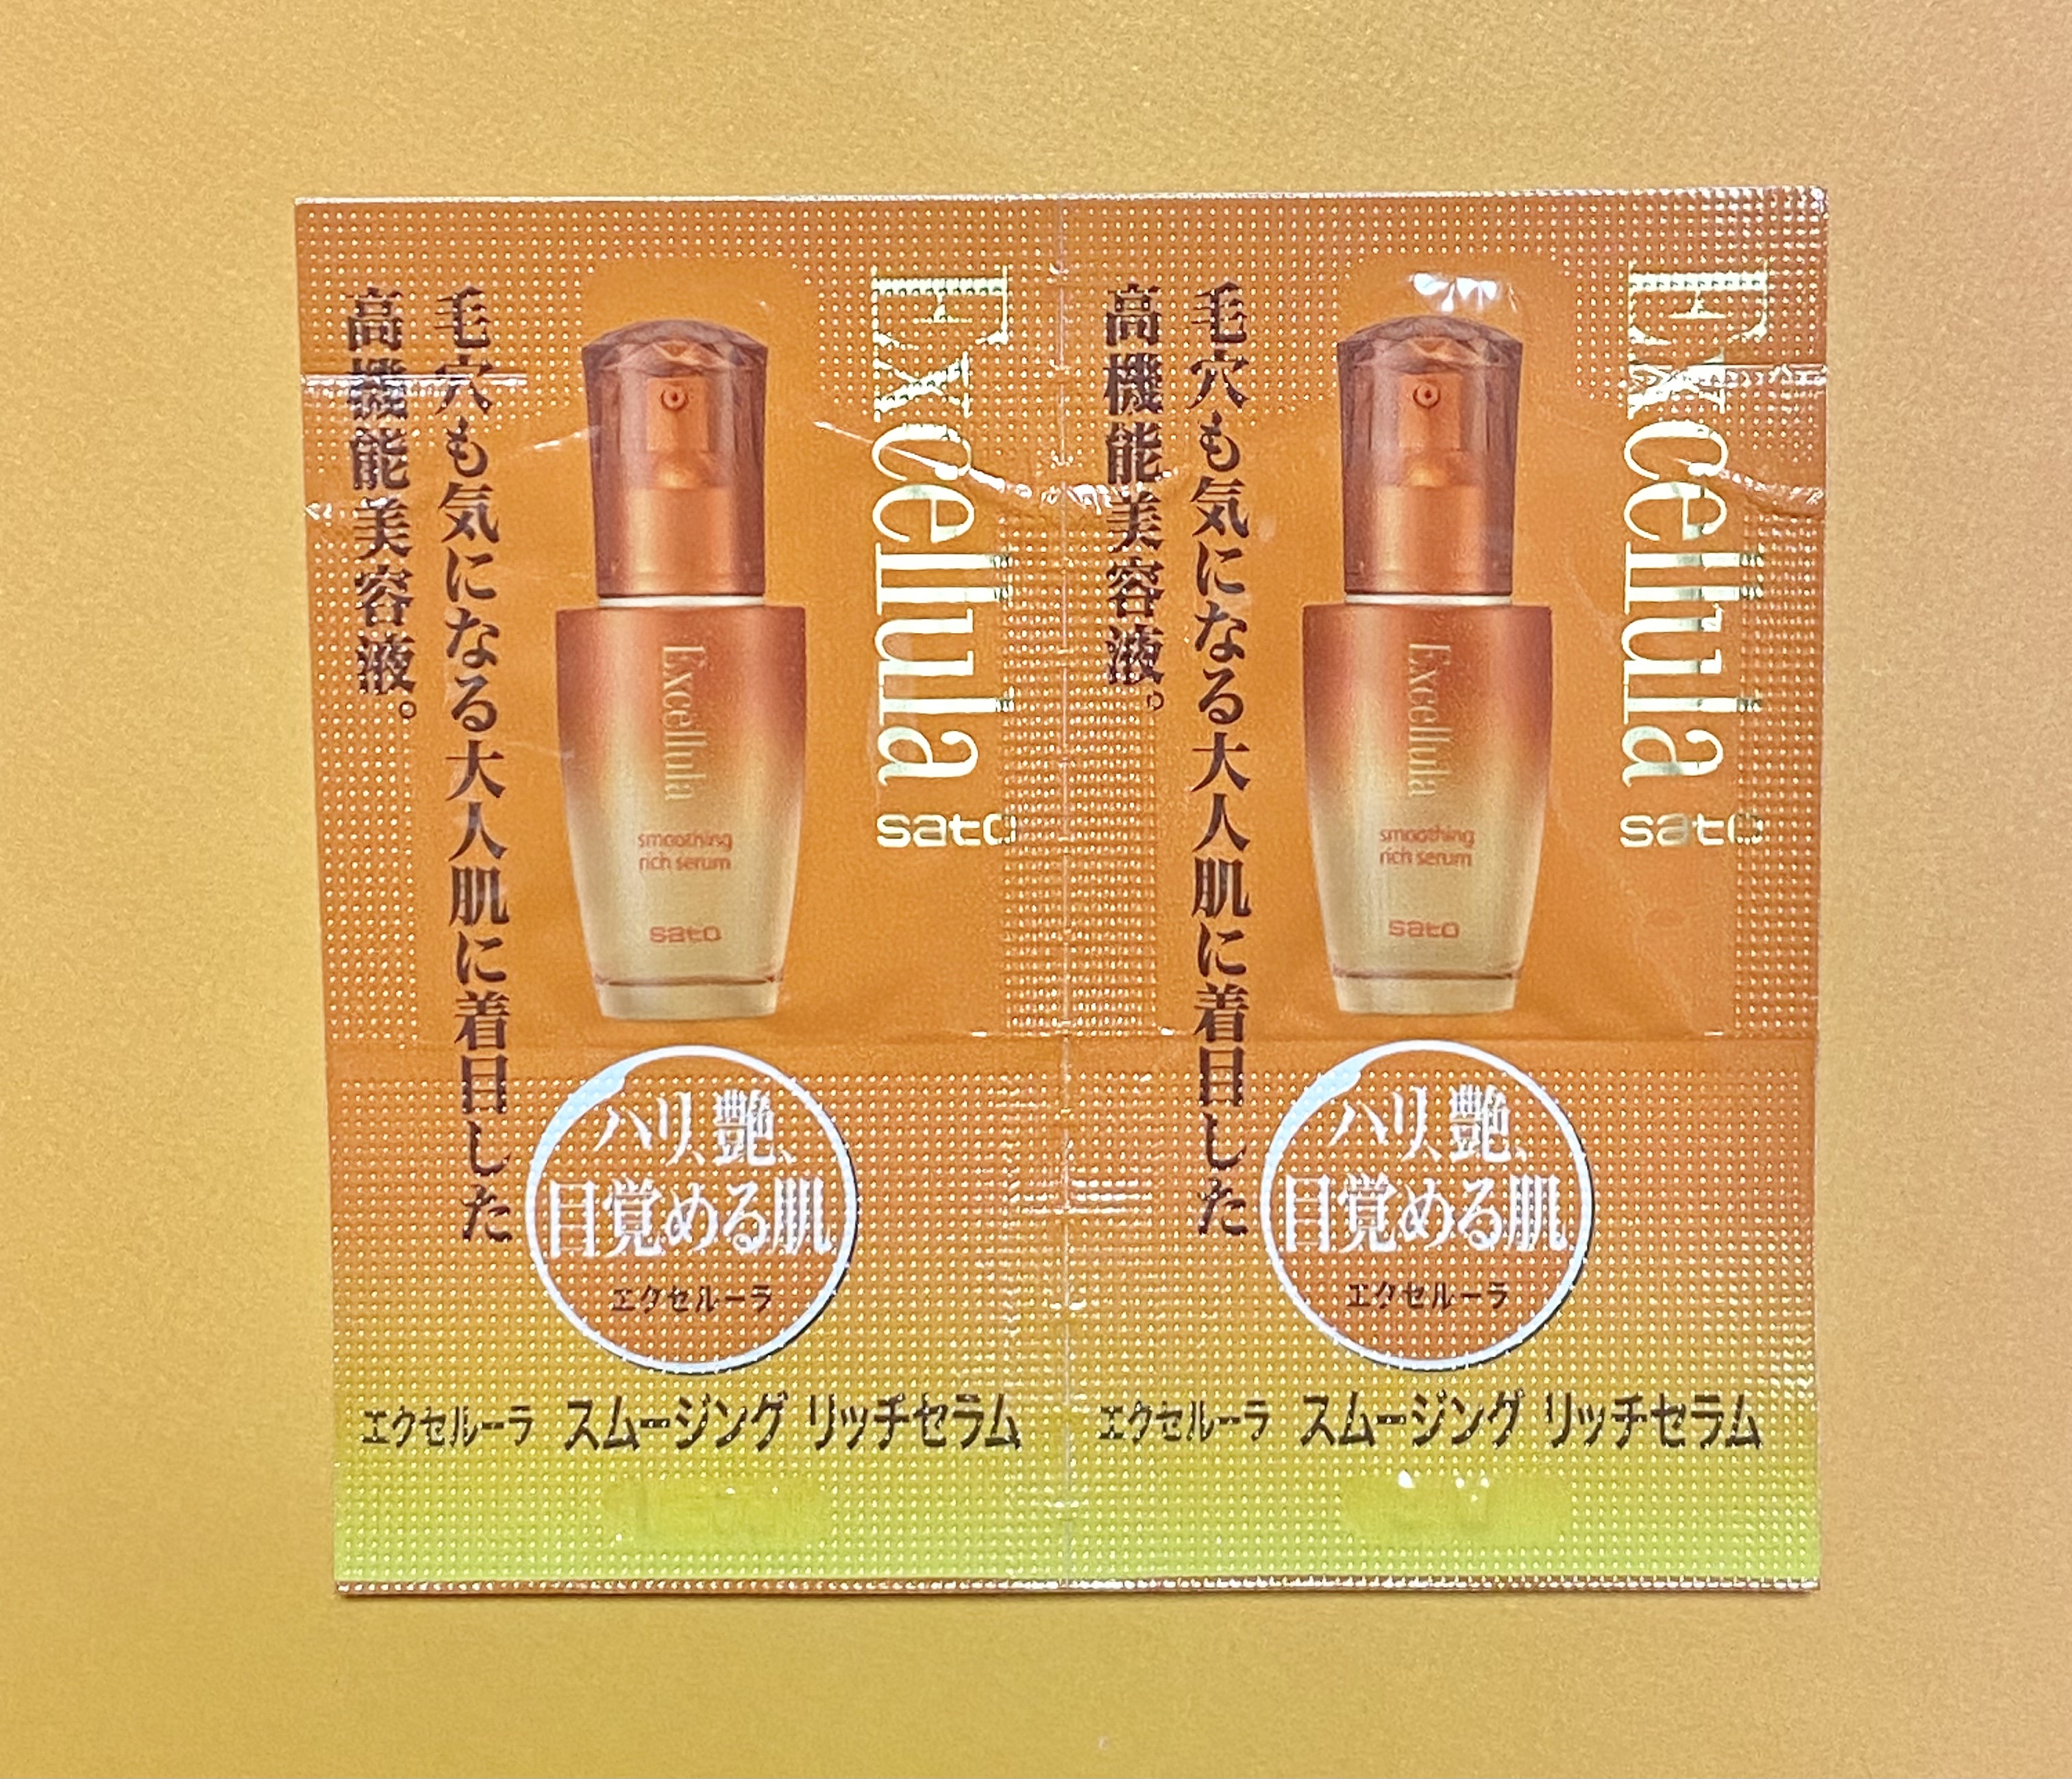 Excellula
sato
毛穴も気になる大人肌に着目した
高機能美容液。
Excellula
smoothing
rich serum
sato
ハリ、艶、
目覚める肌
エクセルーラ
エクセルーラ スムージング リッチセラム
Excellula
sato
毛穴も気になる大人肌に着目した
高機能美容液。
Excellula
smoothing
rich serum
sato
ハリ、艶、
目覚める肌
エクセルーラ
エクセルーラ スムージング リッチセラム